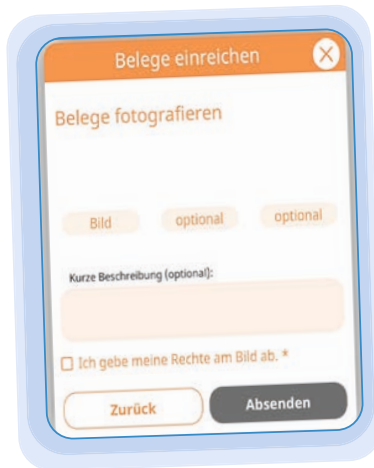 Belege einreichen
Belege fotografieren
Bild optional optional
Kurze Beschreibung (optional):
Ich gebe meine Rechte am Bild ab. *
Zurück Absenden